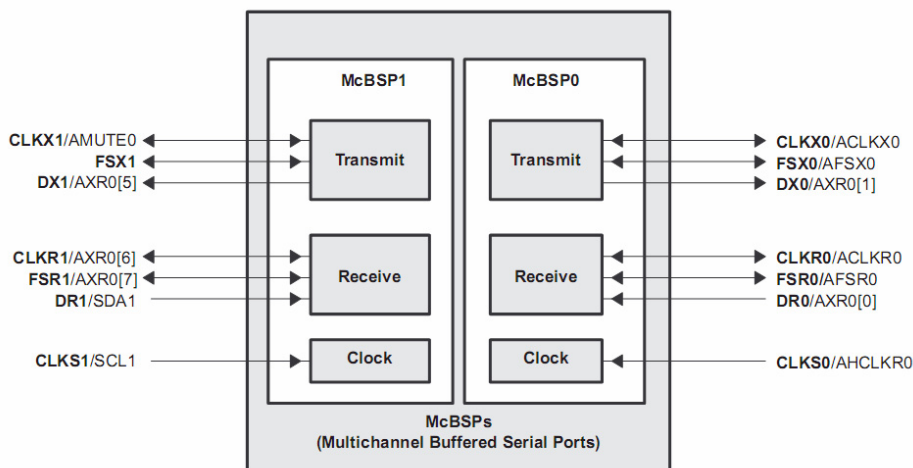 McBSP1
McBSP0
CLKX1/AMUTE0
FSX1
DX1/AXR0[5]
Transmit
Transmit
CLKX0/ACLKX0
FSX0/AFSX0
DX0/AXR0[1]
CLKR1/AXR0[6]
FSR1/AXR0[7]
DR1/SDA1
Receive
Receive
CLKR0/ACLKR0
FSR0/AFSR0
DR0/AXR0[0]
CLKS1/SCL1
Clock
Clock
CLKS0/AHCLKR0
McBSPs
(Multichannel Buffered Serial Ports)